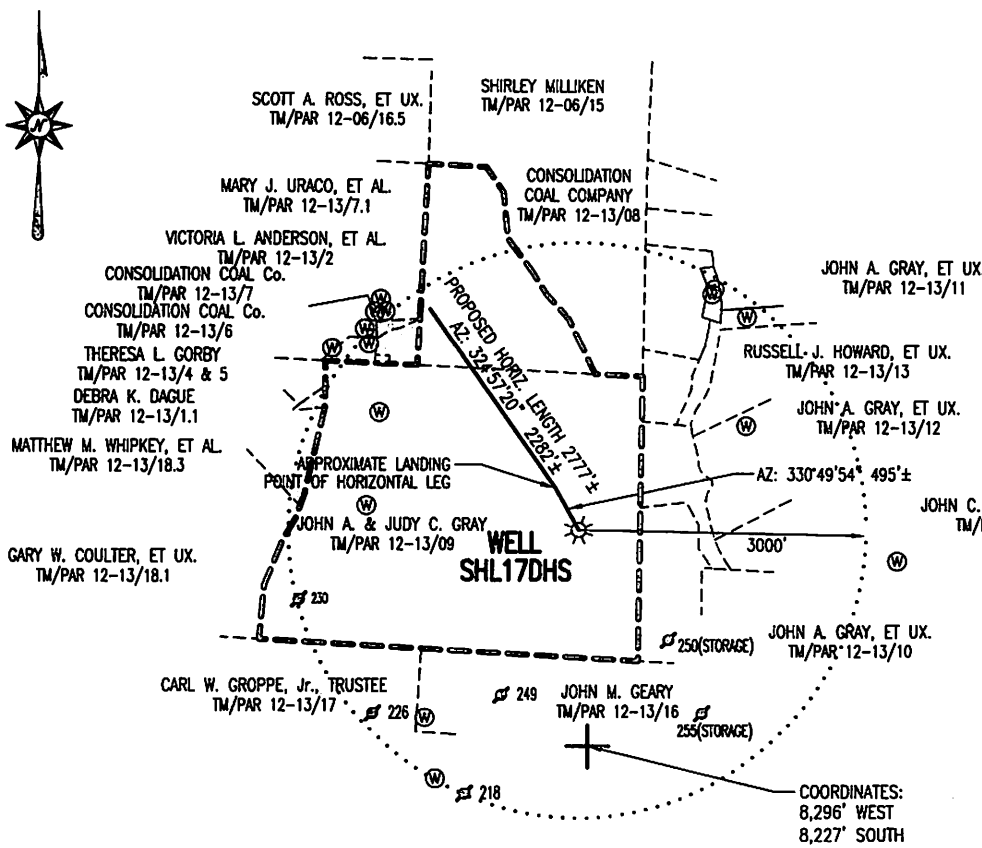 N
SCOTT A. ROSS, ET UX.
TM/PAR 12-06/16.5
SHIRLEY MILLIKEN
TM/PAR 12-06/15
MARY J. URACO, ET AL.
TM/PAR 12-13/7.1
CONSOLIDATION
COAL COMPANY
TM/PAR 12-13/08
VICTORIA L. ANDERSON, ET AL.
TM/PAR 12-13/2
CONSOLIDATION COAL Co.
TM/PAR 12-13/7
CONSOLIDATION COAL Co.
TM/PAR 12-13/6
THERESA L. GORBY
TM/PAR 12-13/4 & 5
DEBRA K. DAGUE
TM/PAR 12-13/1.1
MATTHEW M. WHIPKEY, ET AL.
TM/PAR 12-13/18.3
GARY W. COULTER, ET UX.
TM/PAR 12-13/18.1
PROPOSED HORIZ. LENGTH 2777'±
AZ: 324°57'20" 2282'±
JOHN A. GRAY, ET UX
TM/PAR 12-13/11
RUSSELL J. HOWARD, ET UX.
TM/PAR 12-13/13
JOHN A. GRAY, ET UX.
TM/PAR 12-13/12
APPROXIMATE LANDING
POINT OF HORIZONTAL LEG
AZ: 330°49'54" 495'±
JOHN C.
TM/
JOHN A. & JUDY C. GRAY
TM/PAR 12-13/09
WELL
SHL17DHS
3000'
W
W
W
W
W
W
W
W
W
W
W
W
W
W
230
250(STORAGE)
JOHN A. GRAY, ET UX.
TM/PAR 12-13/10
CARL W. GROPPE, Jr., TRUSTEE
TM/PAR 12-13/17
226
249
JOHN M. GEARY
TM/PAR 12-13/16
255(STORAGE)
218
COORDINATES:
8,296' WEST
8,227' SOUTH